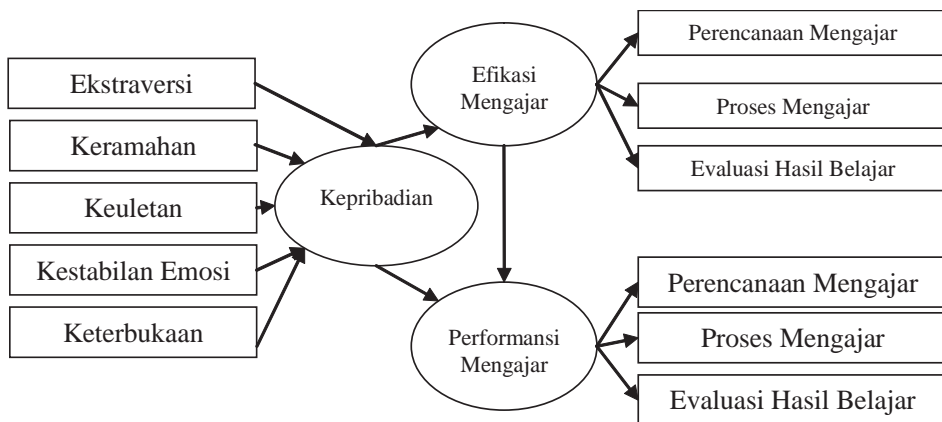 Ekstraversi
Keramahan
Keuletan
Kestabilan Emosi
Keterbukaan
Kepribadian
Efikasi
Mengajar
Performansi
Mengajar
Perencanaan Mengajar
Proses Mengajar
Evaluasi Hasil Belajar
Perencanaan Mengajar
Proses Mengajar
Evaluasi Hasil Belajar